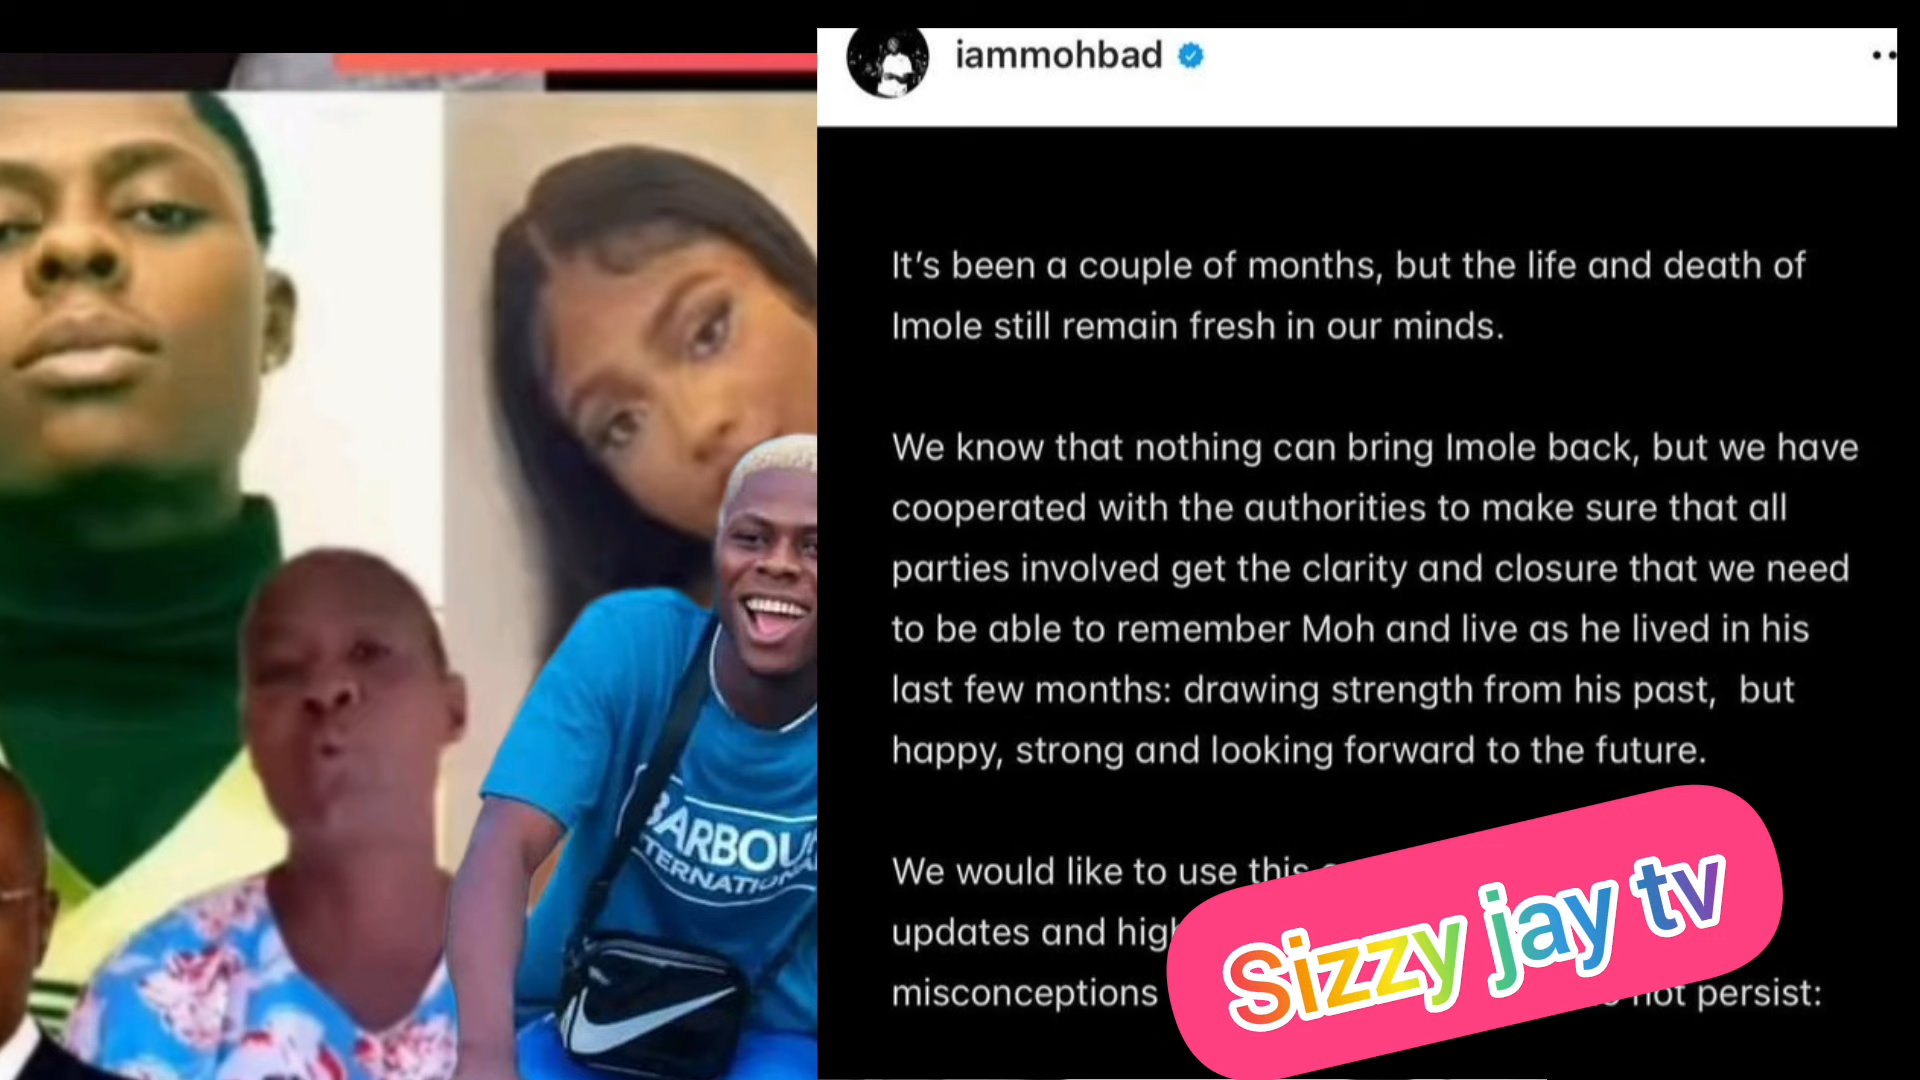 iammohbad
It's been a couple of months, but the life and death of
Imole still remain fresh in our minds.
We know that nothing can bring Imole back, but we have
cooperated with the authorities to make sure that all
parties involved get the clarity and closure that we need
to be able to remember Moh and live as he lived in his
last few months: drawing strength from his past, but
happy, strong and looking forward to the future.
We would like to use this
updates and
misconceptions not persist:
Sizzy jay tv
BARBOU
TERNATIONAL